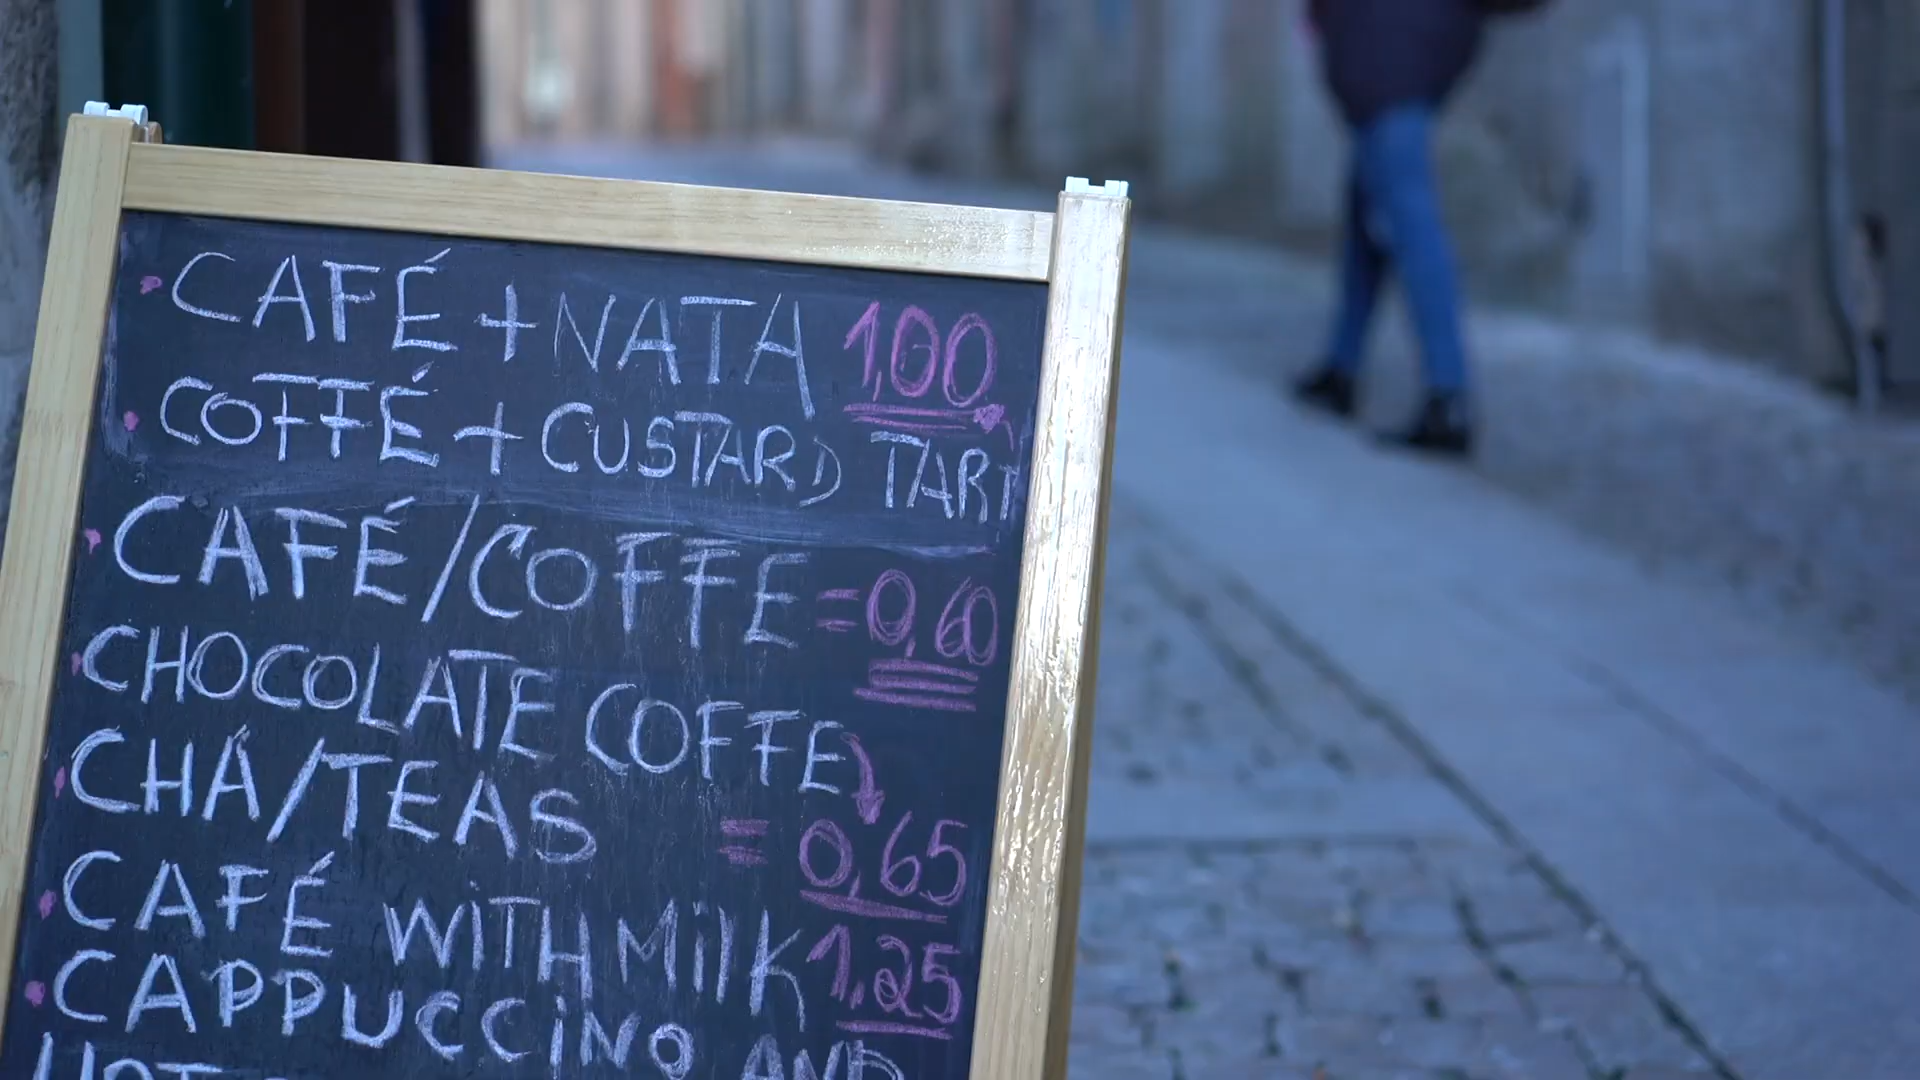 CAFÉ + NATA 1,00
COFFÉ + CUSTARD TART
CAFÉ/COFFE = 0,60
CHOCOLATE COFFE
CHÁ/TEAS = 0,65
CAFÉ WITH MILK 1,25
CAPPUCCINO AND